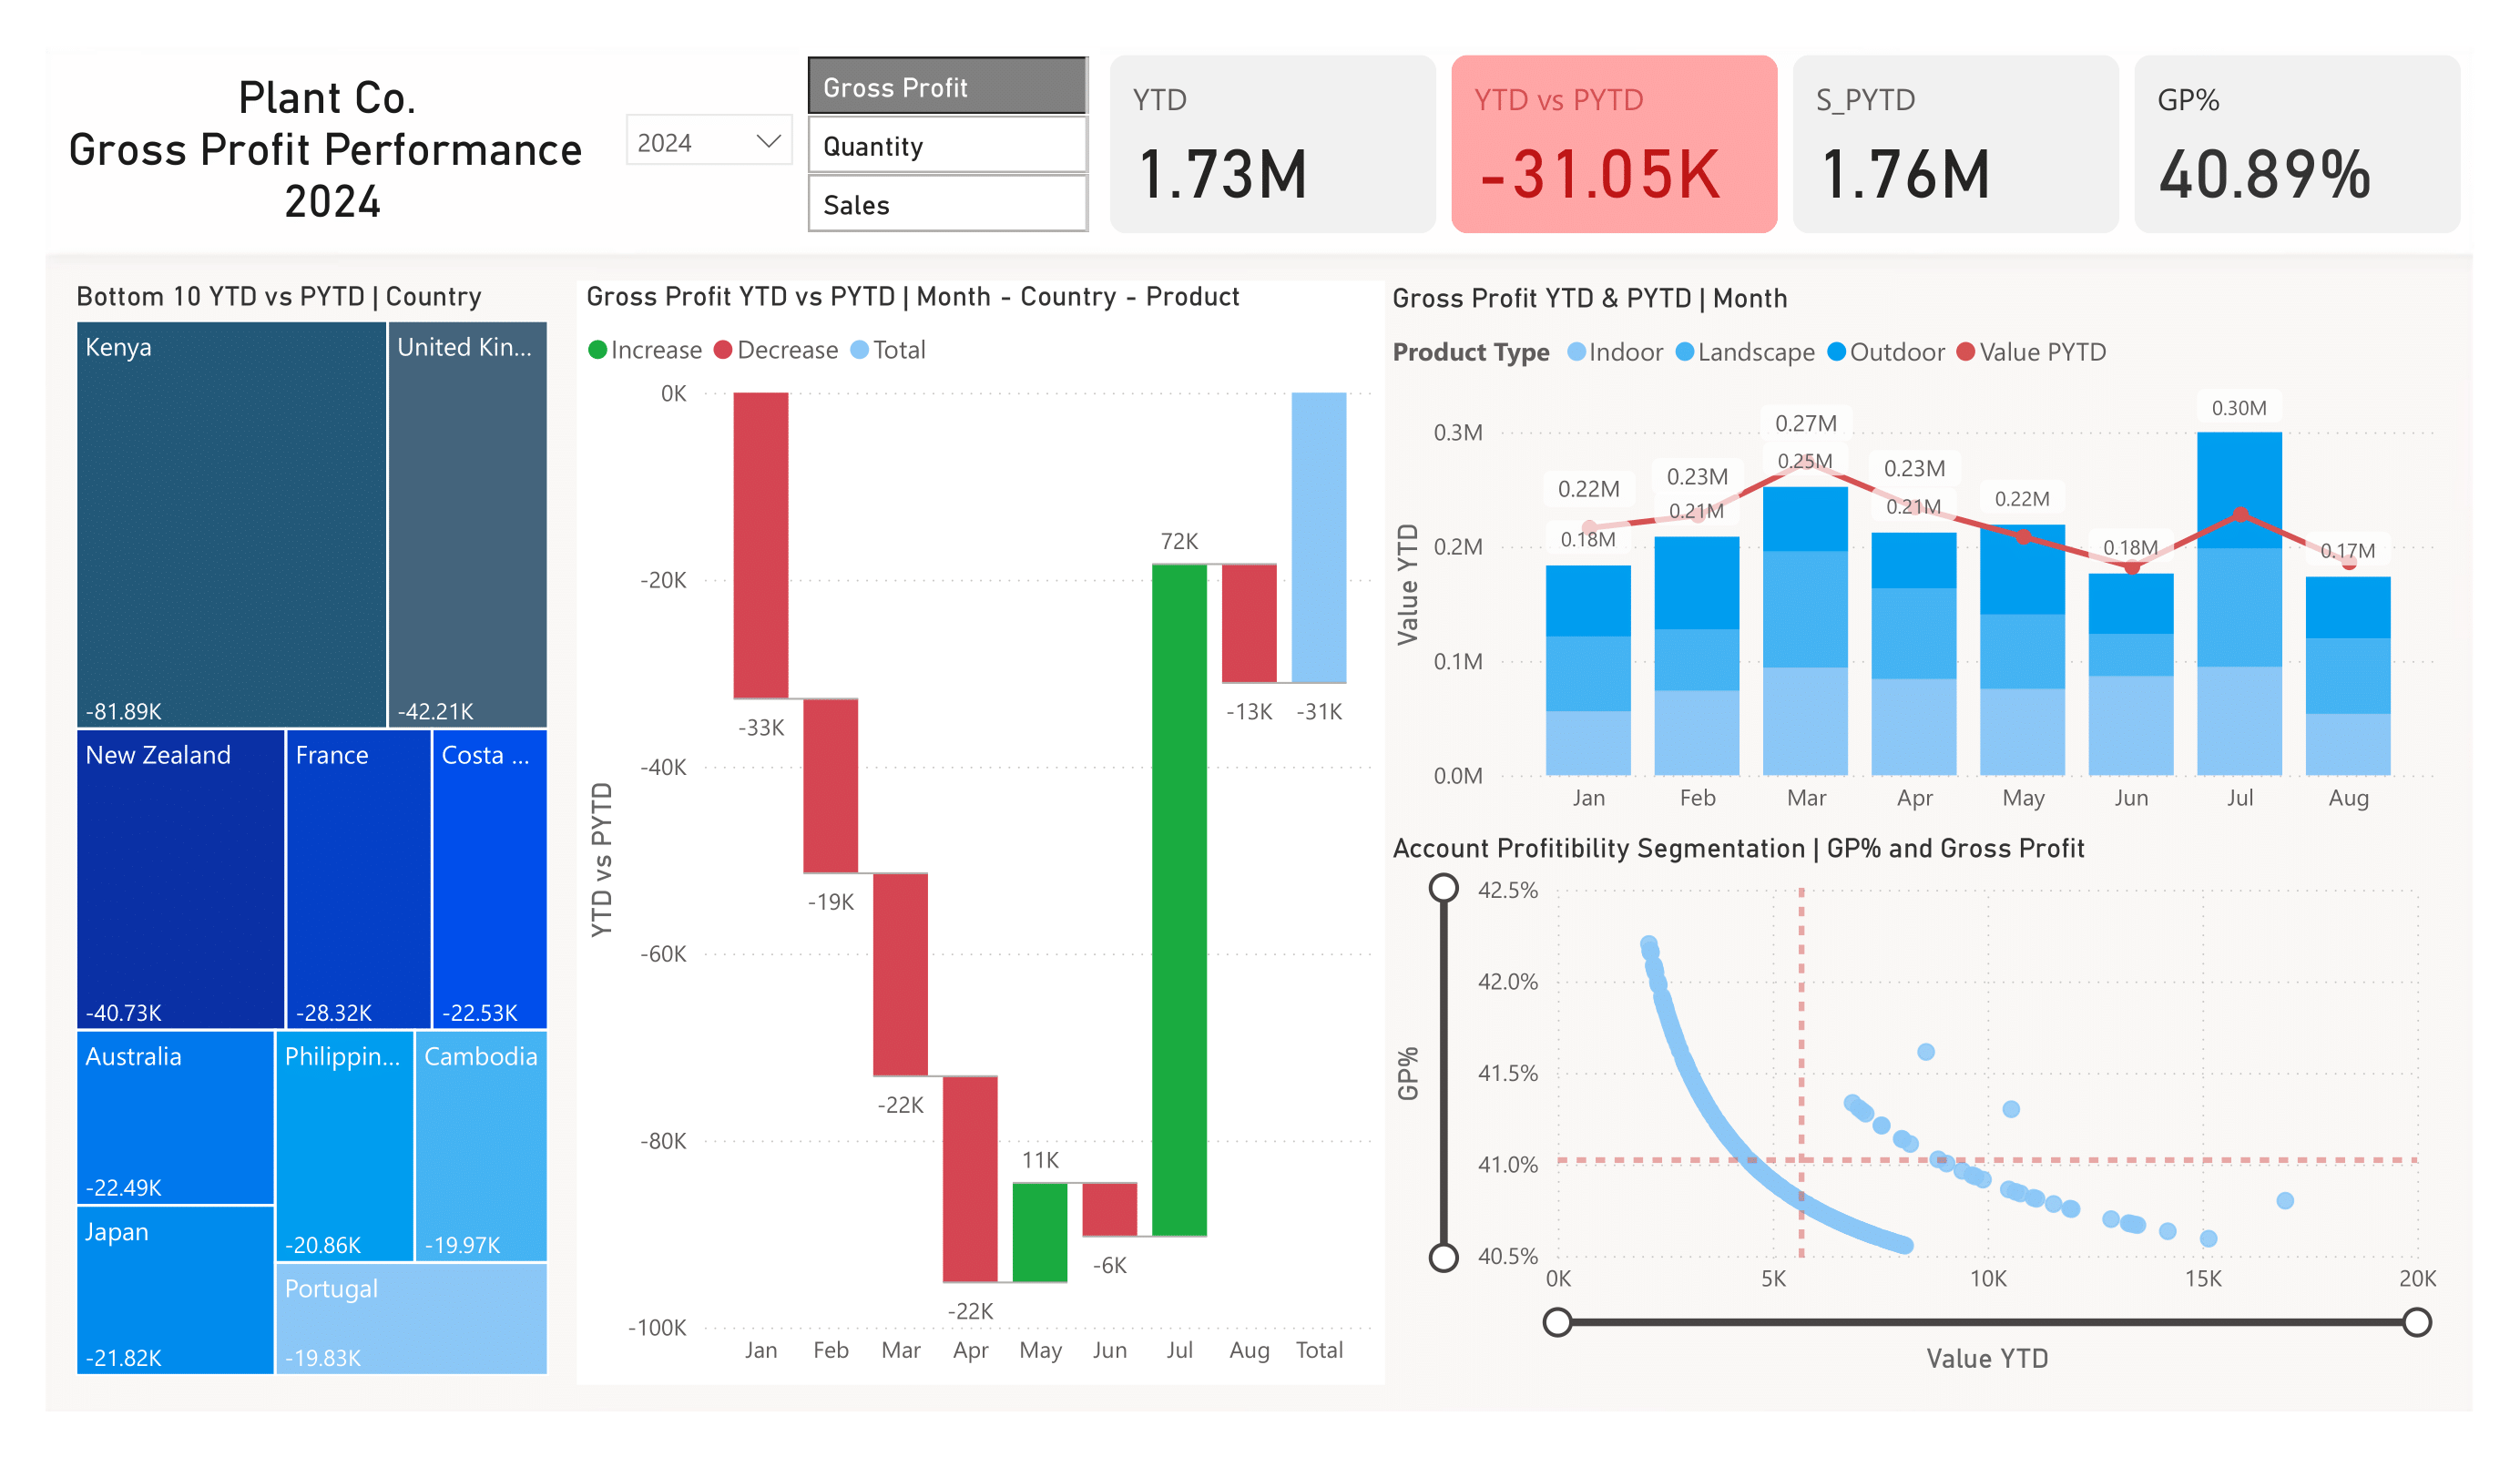 Plant Co.
Gross Profit Performance
2024
2024
Gross Profit
Quantity
Sales
YTD
1.73M
YTD vs PYTD
-31.05K
S_PYTD
1.76M
GP%
40.89%
Bottom 10 YTD vs PYTD | Country
Kenya
-81.89K
United Kin...
-42.21K
New Zealand
-40.73K
France
-28.32K
Costa ...
-22.53K
Australia
-22.49K
Philippin...
-20.86K
Cambodia
-19.97K
Japan
-21.82K
Portugal
-19.83K
Gross Profit YTD vs PYTD | Month - Country - Product
Increase Decrease Total
YTD vs PYTD
0K
-20K
-40K
-60K
-80K
-100K
-33K
-19K
-22K
-22K
11K
-6K
72K
-13K
-31K
Jan Feb Mar Apr May Jun Jul Aug Total
Gross Profit YTD & PYTD | Month
Product Type Indoor Landscape Outdoor Value PYTD
Value YTD
0.3M
0.2M
0.1M
0.0M
0.22M
0.18M
0.23M
0.21M
0.27M
0.25M
0.23M
0.21M
0.22M
0.18M
0.30M
0.17M
Jan Feb Mar Apr May Jun Jul Aug
Account Profitibility Segmentation | GP% and Gross Profit
GP%
42.5%
42.0%
41.5%
41.0%
40.5%
0K 5K 10K 15K 20K
Value YTD